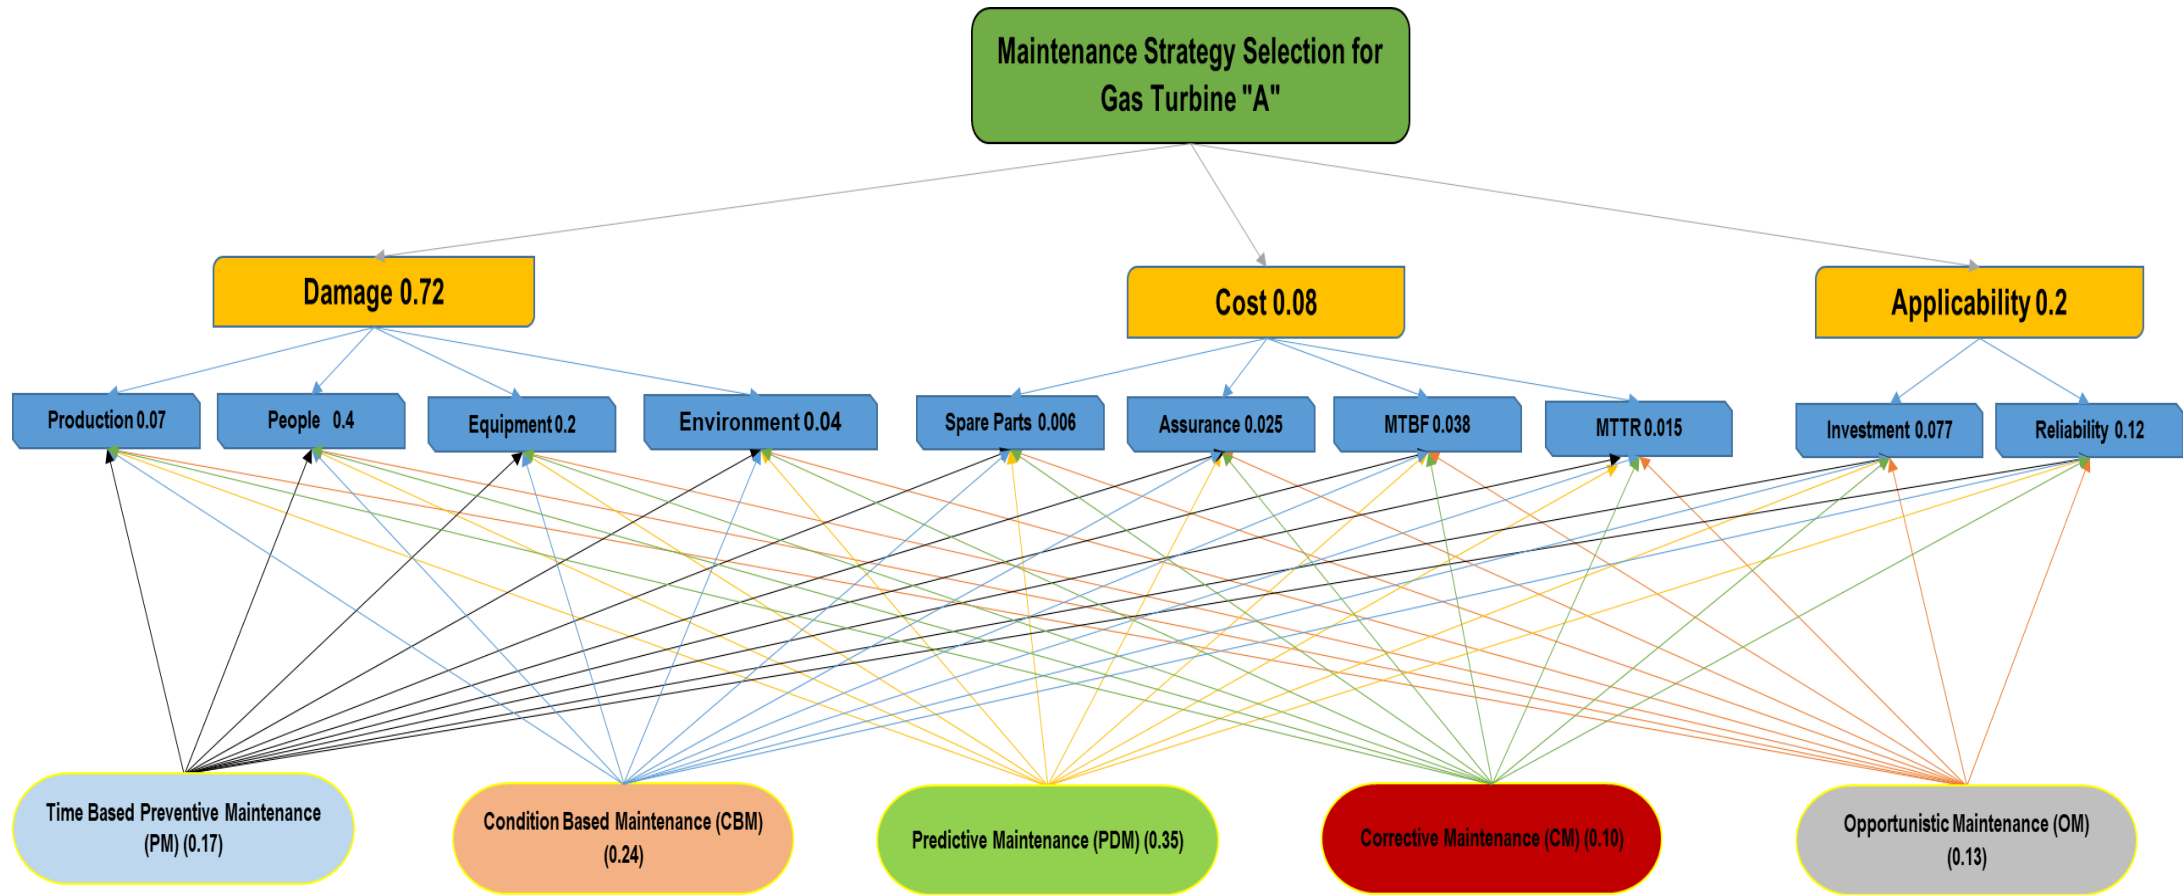 Maintenance Strategy Selection for
Gas Turbine "A"
Damage 0.72
Cost 0.08
Applicability 0.2
Production 0.07
People 0.4
Equipment 0.2
Environment 0.04
Spare Parts 0.006
Assurance 0.025
MTBF 0.038
MTTR 0.015
Investment 0.077
Reliability 0.12
Time Based Preventive Maintenance
(PM) (0.17)
Condition Based Maintenance (CBM)
(0.24)
Predictive Maintenance (PDM) (0.35)
Corrective Maintenance (CM) (0.10)
Opportunistic Maintenance (OM)
(0.13)